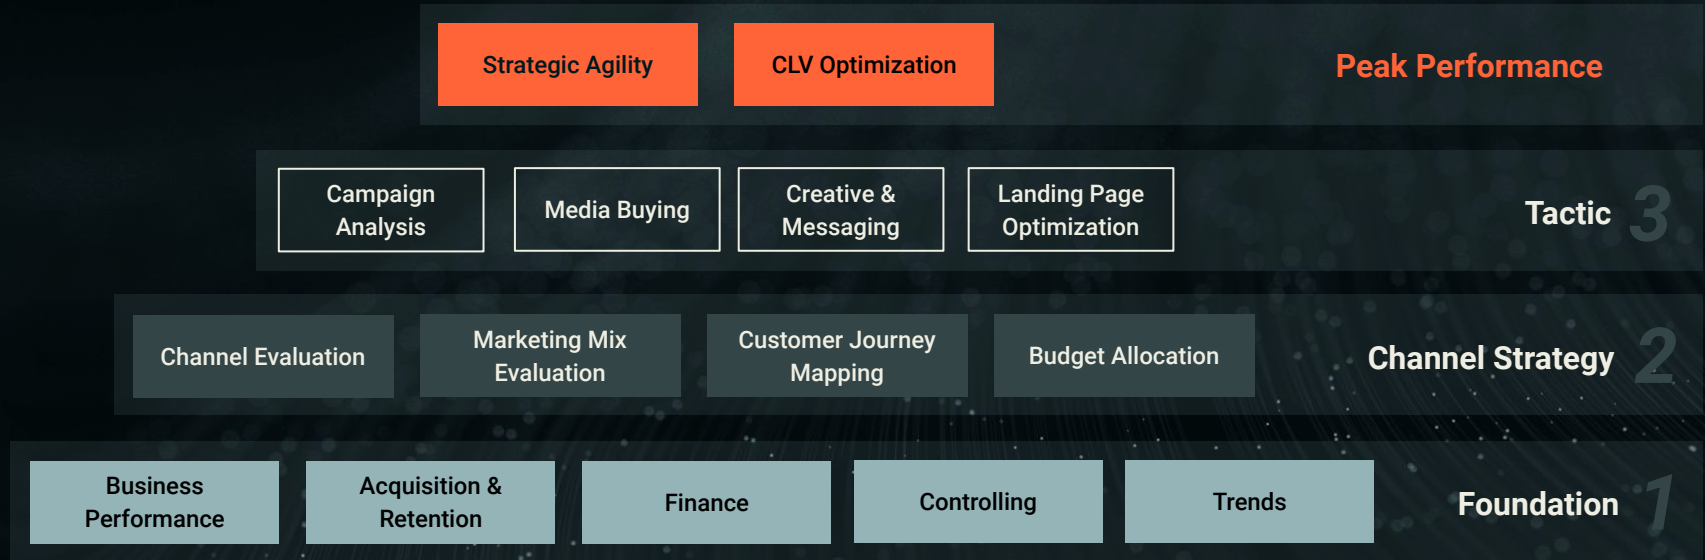 Strategic Agility
CLV Optimization
Peak Performance
Campaign
Analysis
Media Buying
Creative &
Messaging
Landing Page
Optimization
Tactic
3
Channel Evaluation
Marketing Mix
Evaluation
Customer Journey
Mapping
Budget Allocation
Channel Strategy
2
Business
Performance
Acquisition &
Retention
Finance
Controlling
Trends
Foundation
1